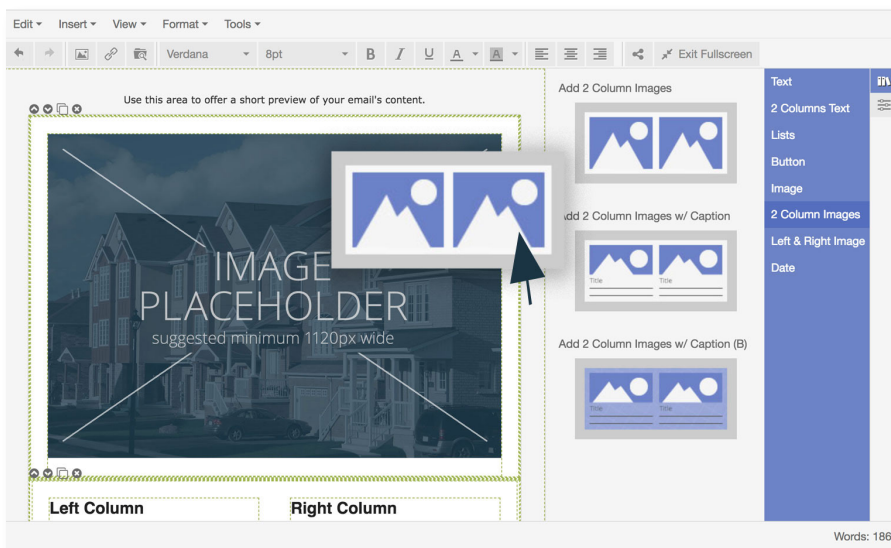 Edit Insert View Format Tools
Verdana 8pt B I U A A Exit Fullscreen
Use this area to offer a short preview of your email's content.
IMAGE
PLACEHOLDER
suggested minimum 1120px wide
Left Column Right Column
Add 2 Column Images
Add 2 Column Images w/ Caption
Title Title
Add 2 Column Images w/ Caption (B)
Title Title
Text
2 Columns Text
Lists
Button
Image
2 Column Images
Left & Right Image
Date
Words: 186